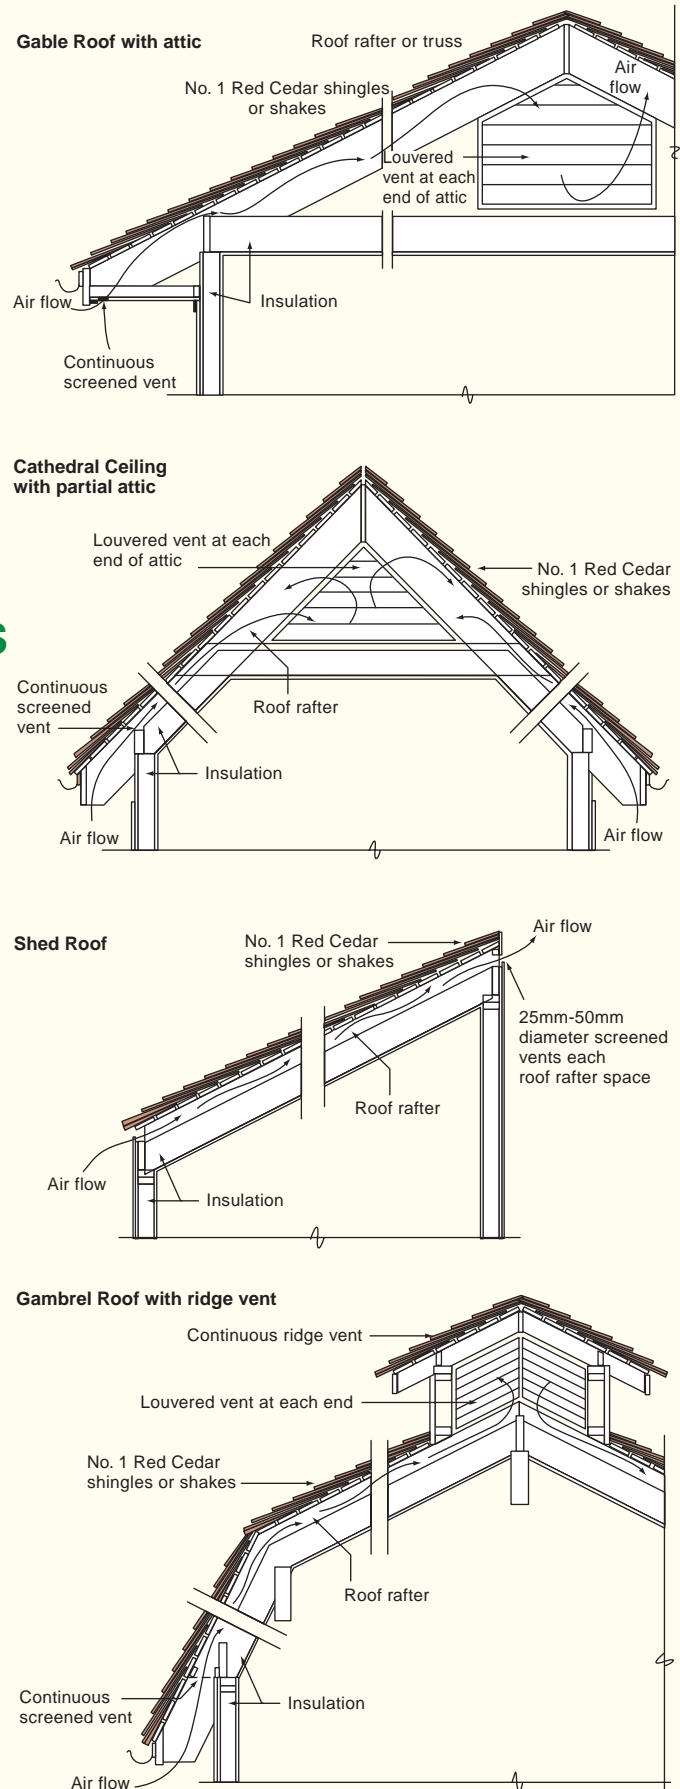 Gable Roof with attic
Roof rafter or truss
No. 1 Red Cedar shingles
or shakes
Air
flow
Louvered
vent at each
end of attic
Air flow
Insulation
Continuous
screened vent
Cathedral Ceiling
with partial attic
Louvered vent at each
end of attic
No. 1 Red Cedar
shingles or shakes
s
Continuous
screened
vent
Roof rafter
Insulation
Air flow
Air flow
Shed Roof
No. 1 Red Cedar
shingles or shakes
Air flow
25mm-50mm
diameter screened
vents each
roof rafter space
Roof rafter
Air flow
Insulation
Gambrel Roof with ridge vent
Continuous ridge vent
Louvered vent at each end
No. 1 Red Cedar
shingles or shakes
Roof rafter
Continuous
screened vent
Insulation
Air flow